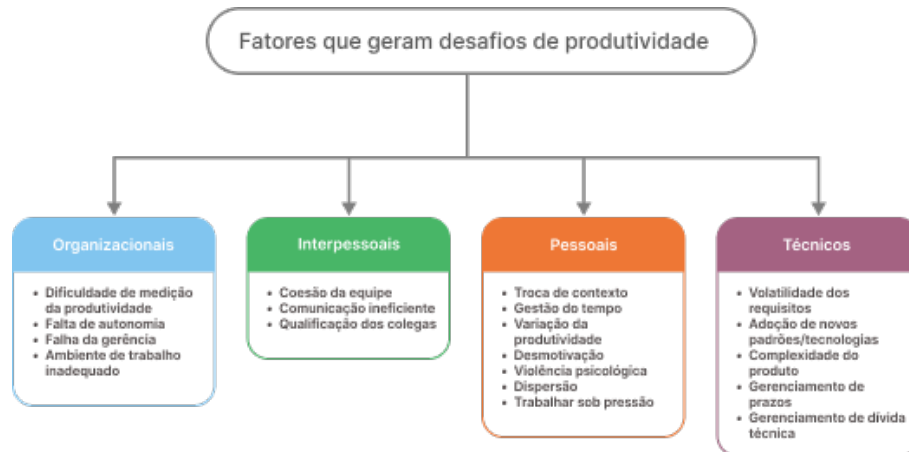 Fatores que geram desafios de produtividade
Organizacionais
• Dificuldade de medição
da produtividade
• Falta de autonomia
• Falha da gerência
• Ambiente de trabalho
inadequado
Interpessoais
• Coesão da equipe
• Comunicação ineficiente
• Qualificação dos colegas
Pessoais
• Troca de contexto
• Gestão do tempo
• Variação da
produtividade
• Desmotivação
• Violência psicológica
• Dispersão
• Trabalhar sob pressão
Técnicos
• Volatilidade dos
requisitos
• Adoção de novos
padrões/tecnologias
• Complexidade do
produto
• Gerenciamento de
prazos
• Gerenciamento de dívida
técnica